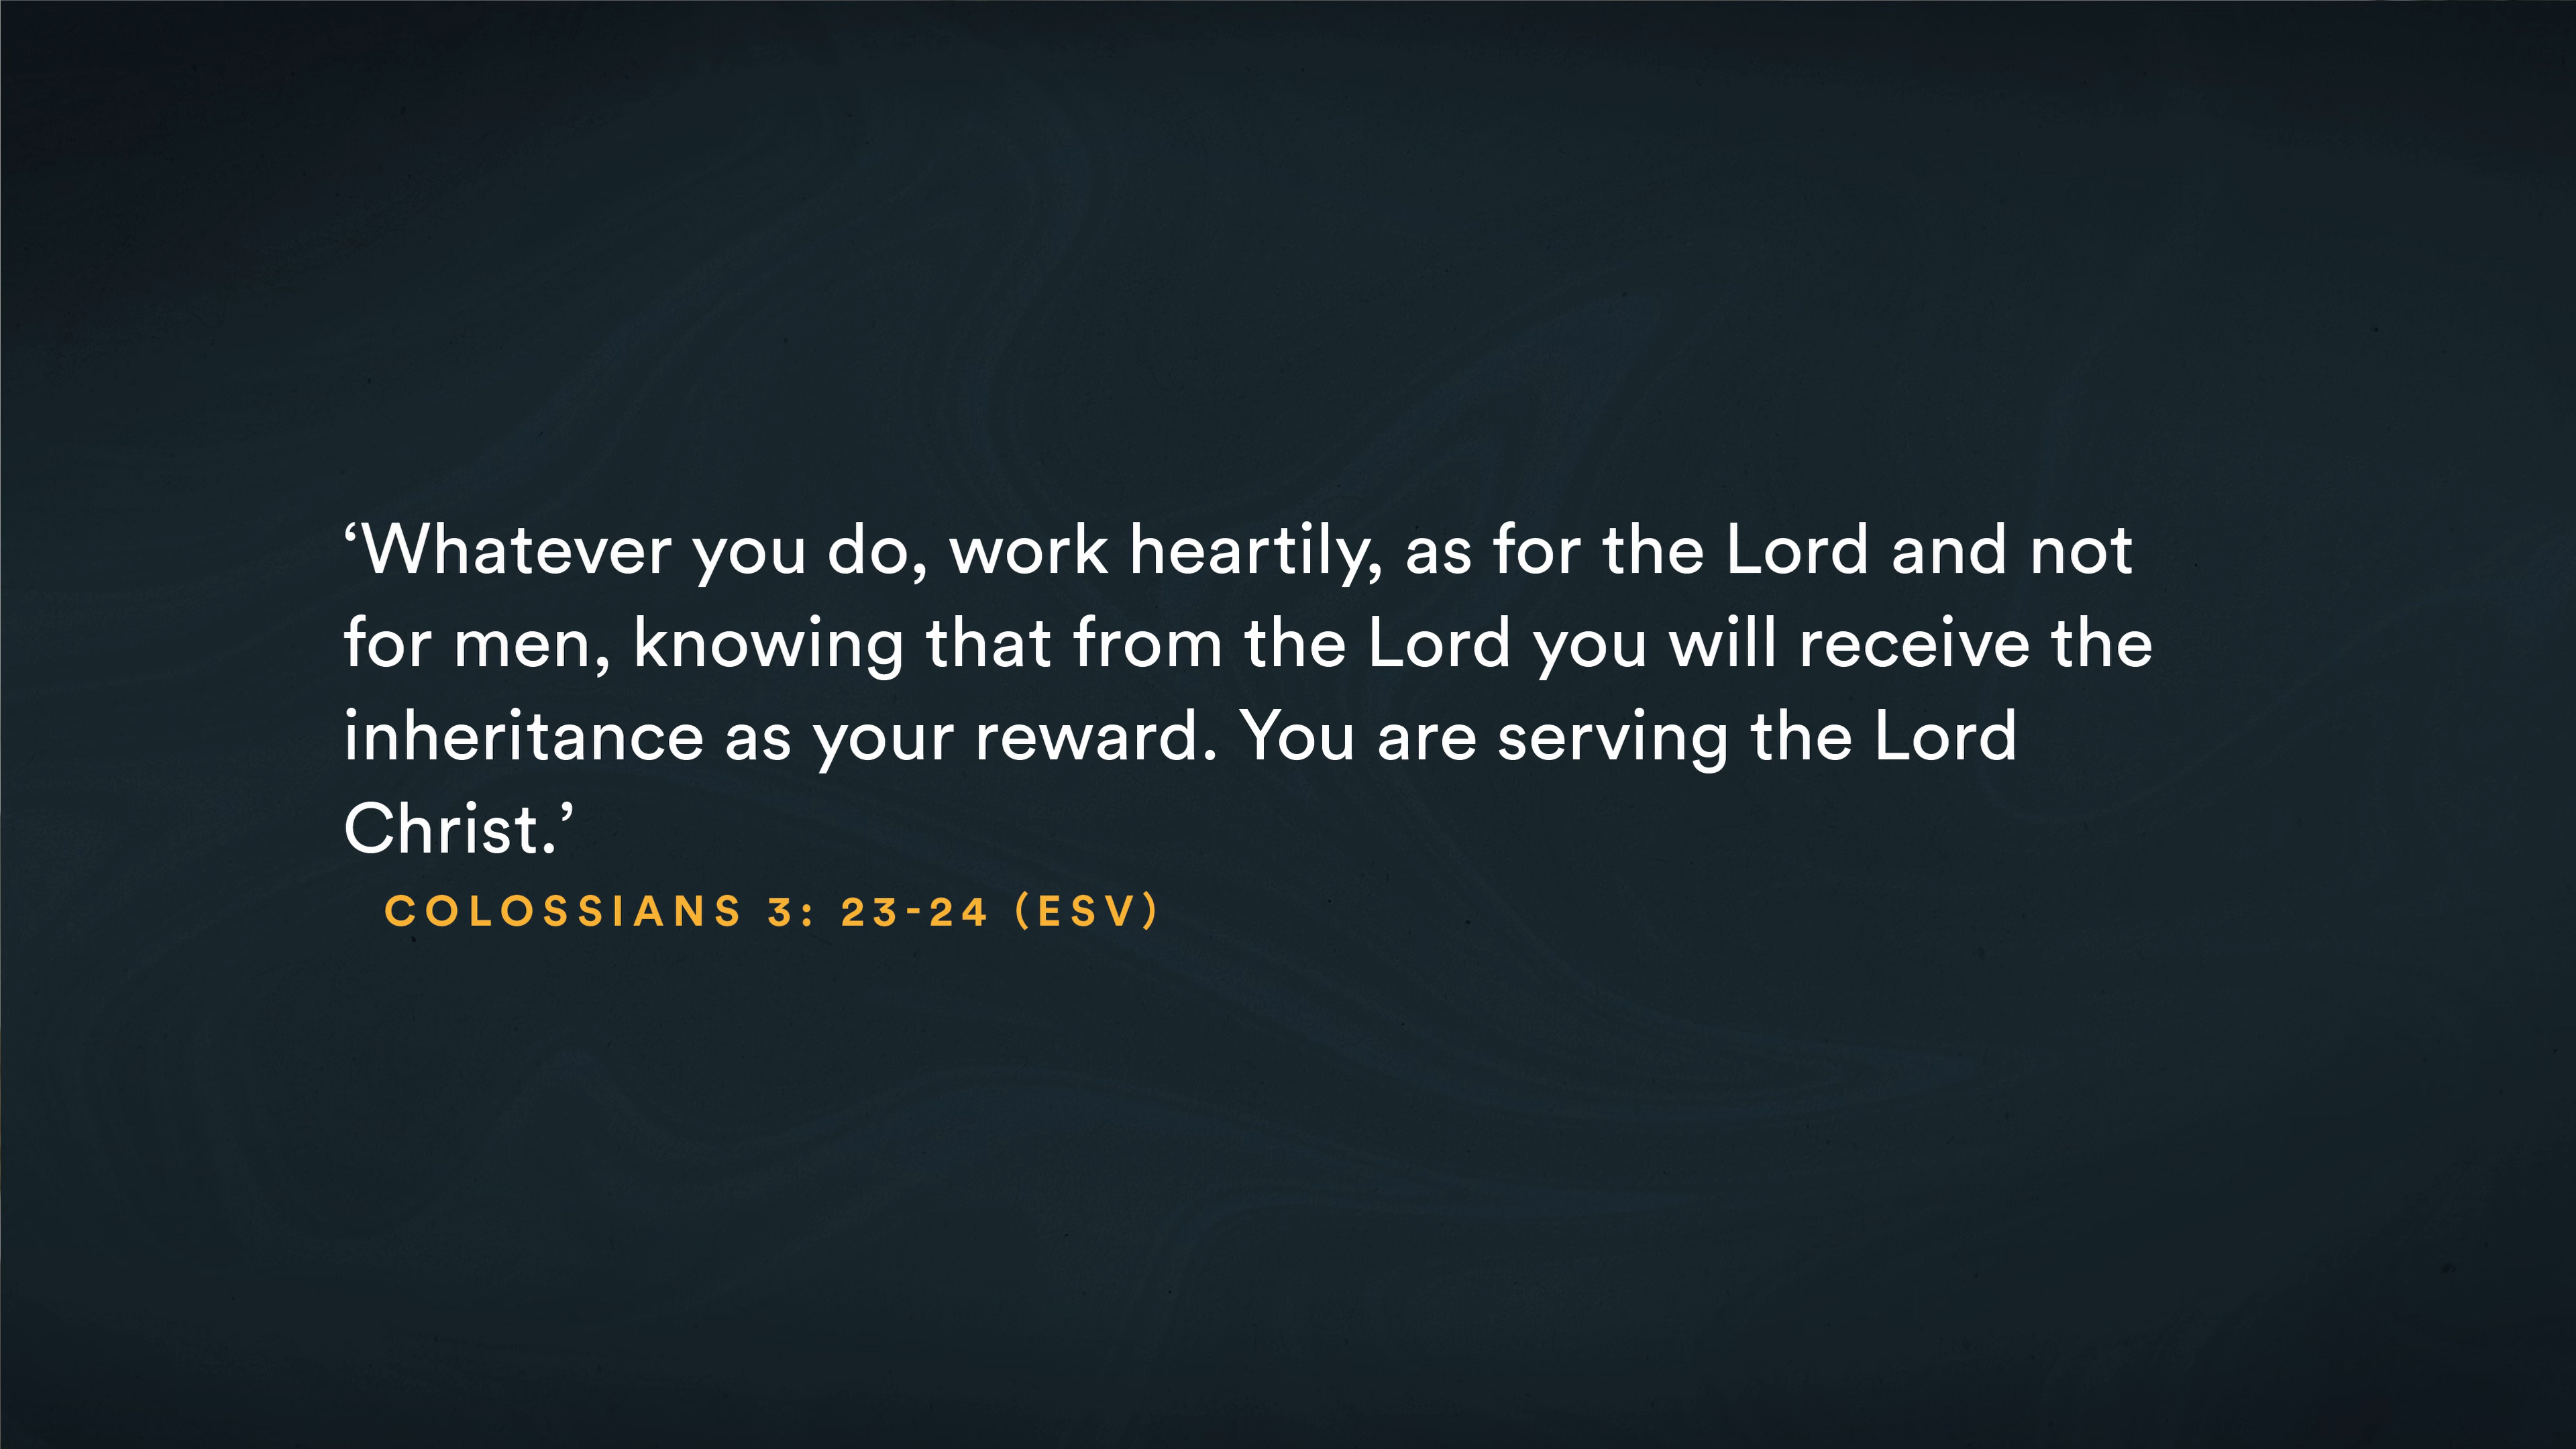 ‘Whatever you do, work heartily, as for the Lord and not
for men, knowing that from the Lord you will receive the
inheritance as your reward. You are serving the Lord
Christ.’
COLOSSIANS 3: 23-24 (ESV)